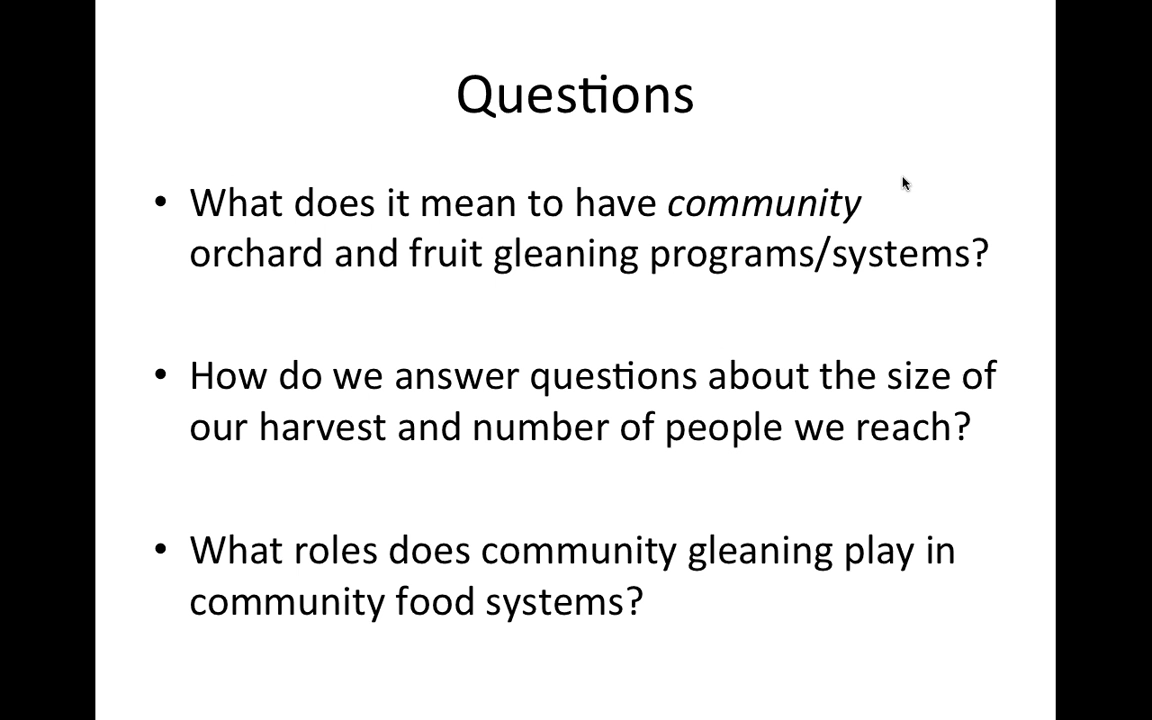 Questions
• What does it mean to have community
orchard and fruit gleaning programs/systems?
• How do we answer questions about the size of
our harvest and number of people we reach?
• What roles does community gleaning play in
community food systems?